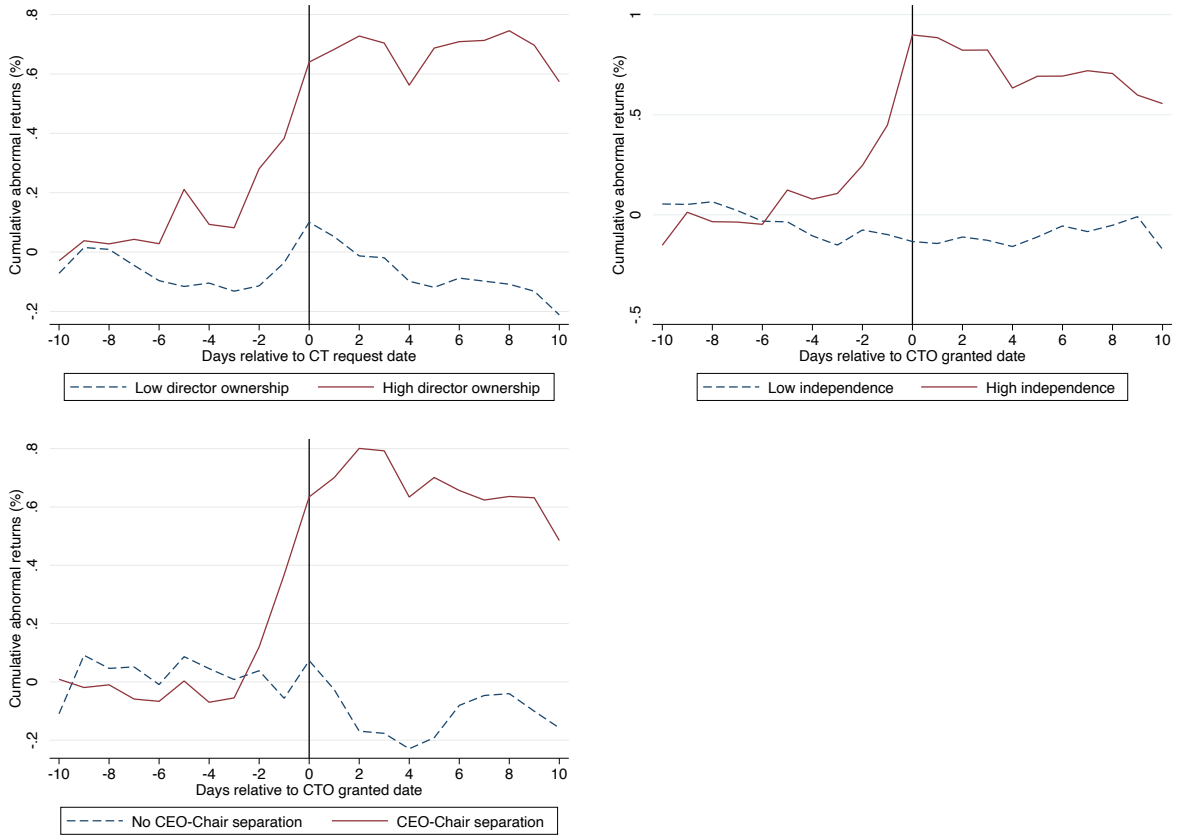 Cumulative abnormal returns (%)
.8
.6
.4
.2
0
-.2
-10 -8 -6 -4 -2 0 2 4 6 8 10
Days relative to CT request date
Low director ownership High director ownership
Cumulative abnormal returns (%)
1
.5
0
-.5
-10 -8 -6 -4 -2 0 2 4 6 8 10
Days relative to CTO granted date
Low independence High independence
Cumulative abnormal returns (%)
.8
.6
.4
.2
0
-.2
-10 -8 -6 -4 -2 0 2 4 6 8 10
Days relative to CTO granted date
No CEO-Chair separation CEO-Chair separation